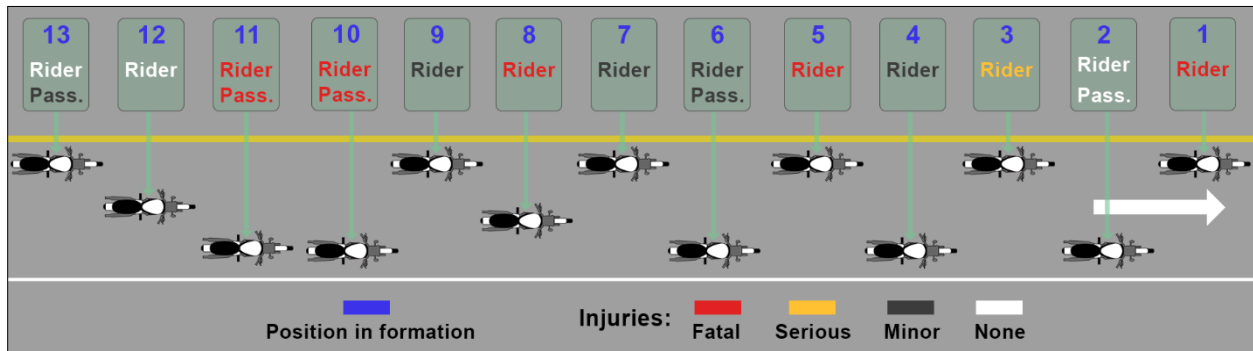 13 12 11 10 9 8 7 6 5 4 3 2 1
Rider Rider Rider Rider Rider Rider Rider Rider Rider Rider Rider Rider Rider
Pass. Pass. Pass. Pass. Pass.
Position in formation
Injuries:
Fatal Serious Minor None